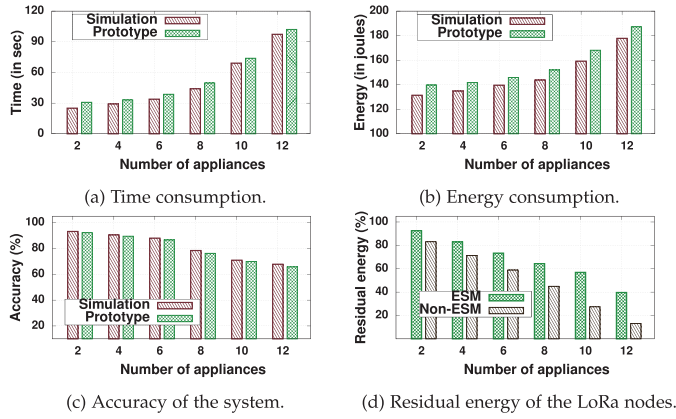 Time (in sec)
120
90
60
30
0
Simulation
Prototype
2 4 6 8 10 12
Number of appliances
(a) Time consumption.
Energy (in joules)
200
180
160
140
120
100
Simulation
Prototype
2 4 6 8 10 12
Number of appliances
(b) Energy consumption.
Accuracy (%)
100
80
60
40
20
Simulation
Prototype
2 4 6 8 10 12
Number of appliances
(c) Accuracy of the system.
Residual energy (%)
100
80
60
40
20
ESM
Non-ESM
2 4 6 8 10 12
Number of appliances
(d) Residual energy of the LoRa nodes.